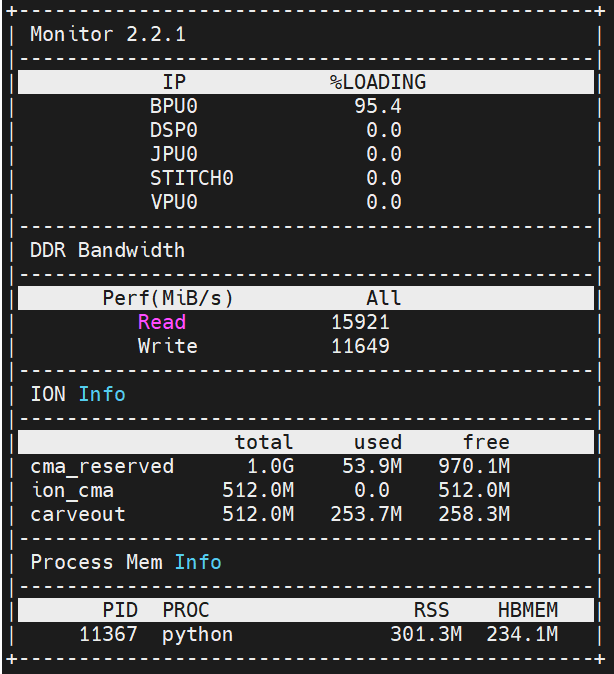 Monitor 2.2.1
IP %LOADING
BPU0 95.4
DSP0 0.0
JPU0 0.0
STITCH0 0.0
VPU0 0.0
DDR Bandwidth
Perf(MiB/s) All
Read 15921
Write 11649
ION Info
total used free
cma_reserved 1.0G 53.9M 970.1M
ion_cma 512.0M 0.0 512.0M
carveout 512.0M 253.7M 258.3M
Process Mem Info
PID PROC RSS HBMEM
11367 python 301.3M 234.1M